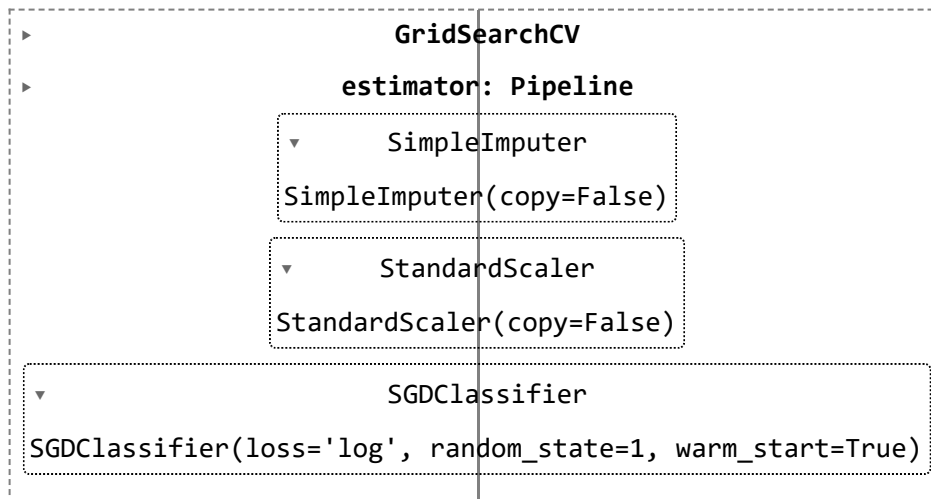 GridSearchCV
estimator: Pipeline
SimpleImputer
SimpleImputer(copy=False)
StandardScaler
StandardScaler(copy=False)
SGDClassifier
SGDClassifier(loss='log', random_state=1, warm_start=True)